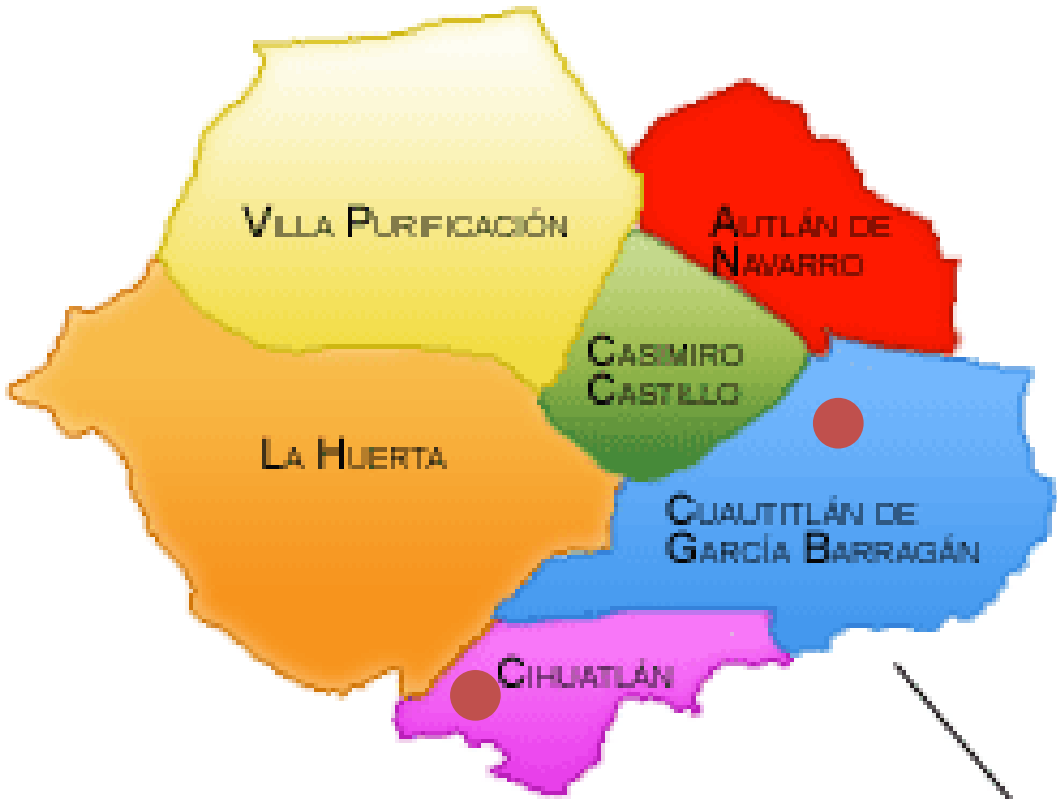 Villa Purificación
Autlán de
Navarro
Casimiro
Castillo
La Huerta
Cuautitlán de
García Barragán
Cihuatlán